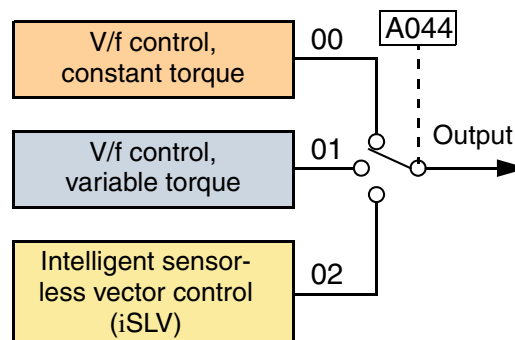 V/f control,
constant torque
00
A044
V/f control,
variable torque
01
Output
Intelligent sensor-
less vector control
(iSLV)
02